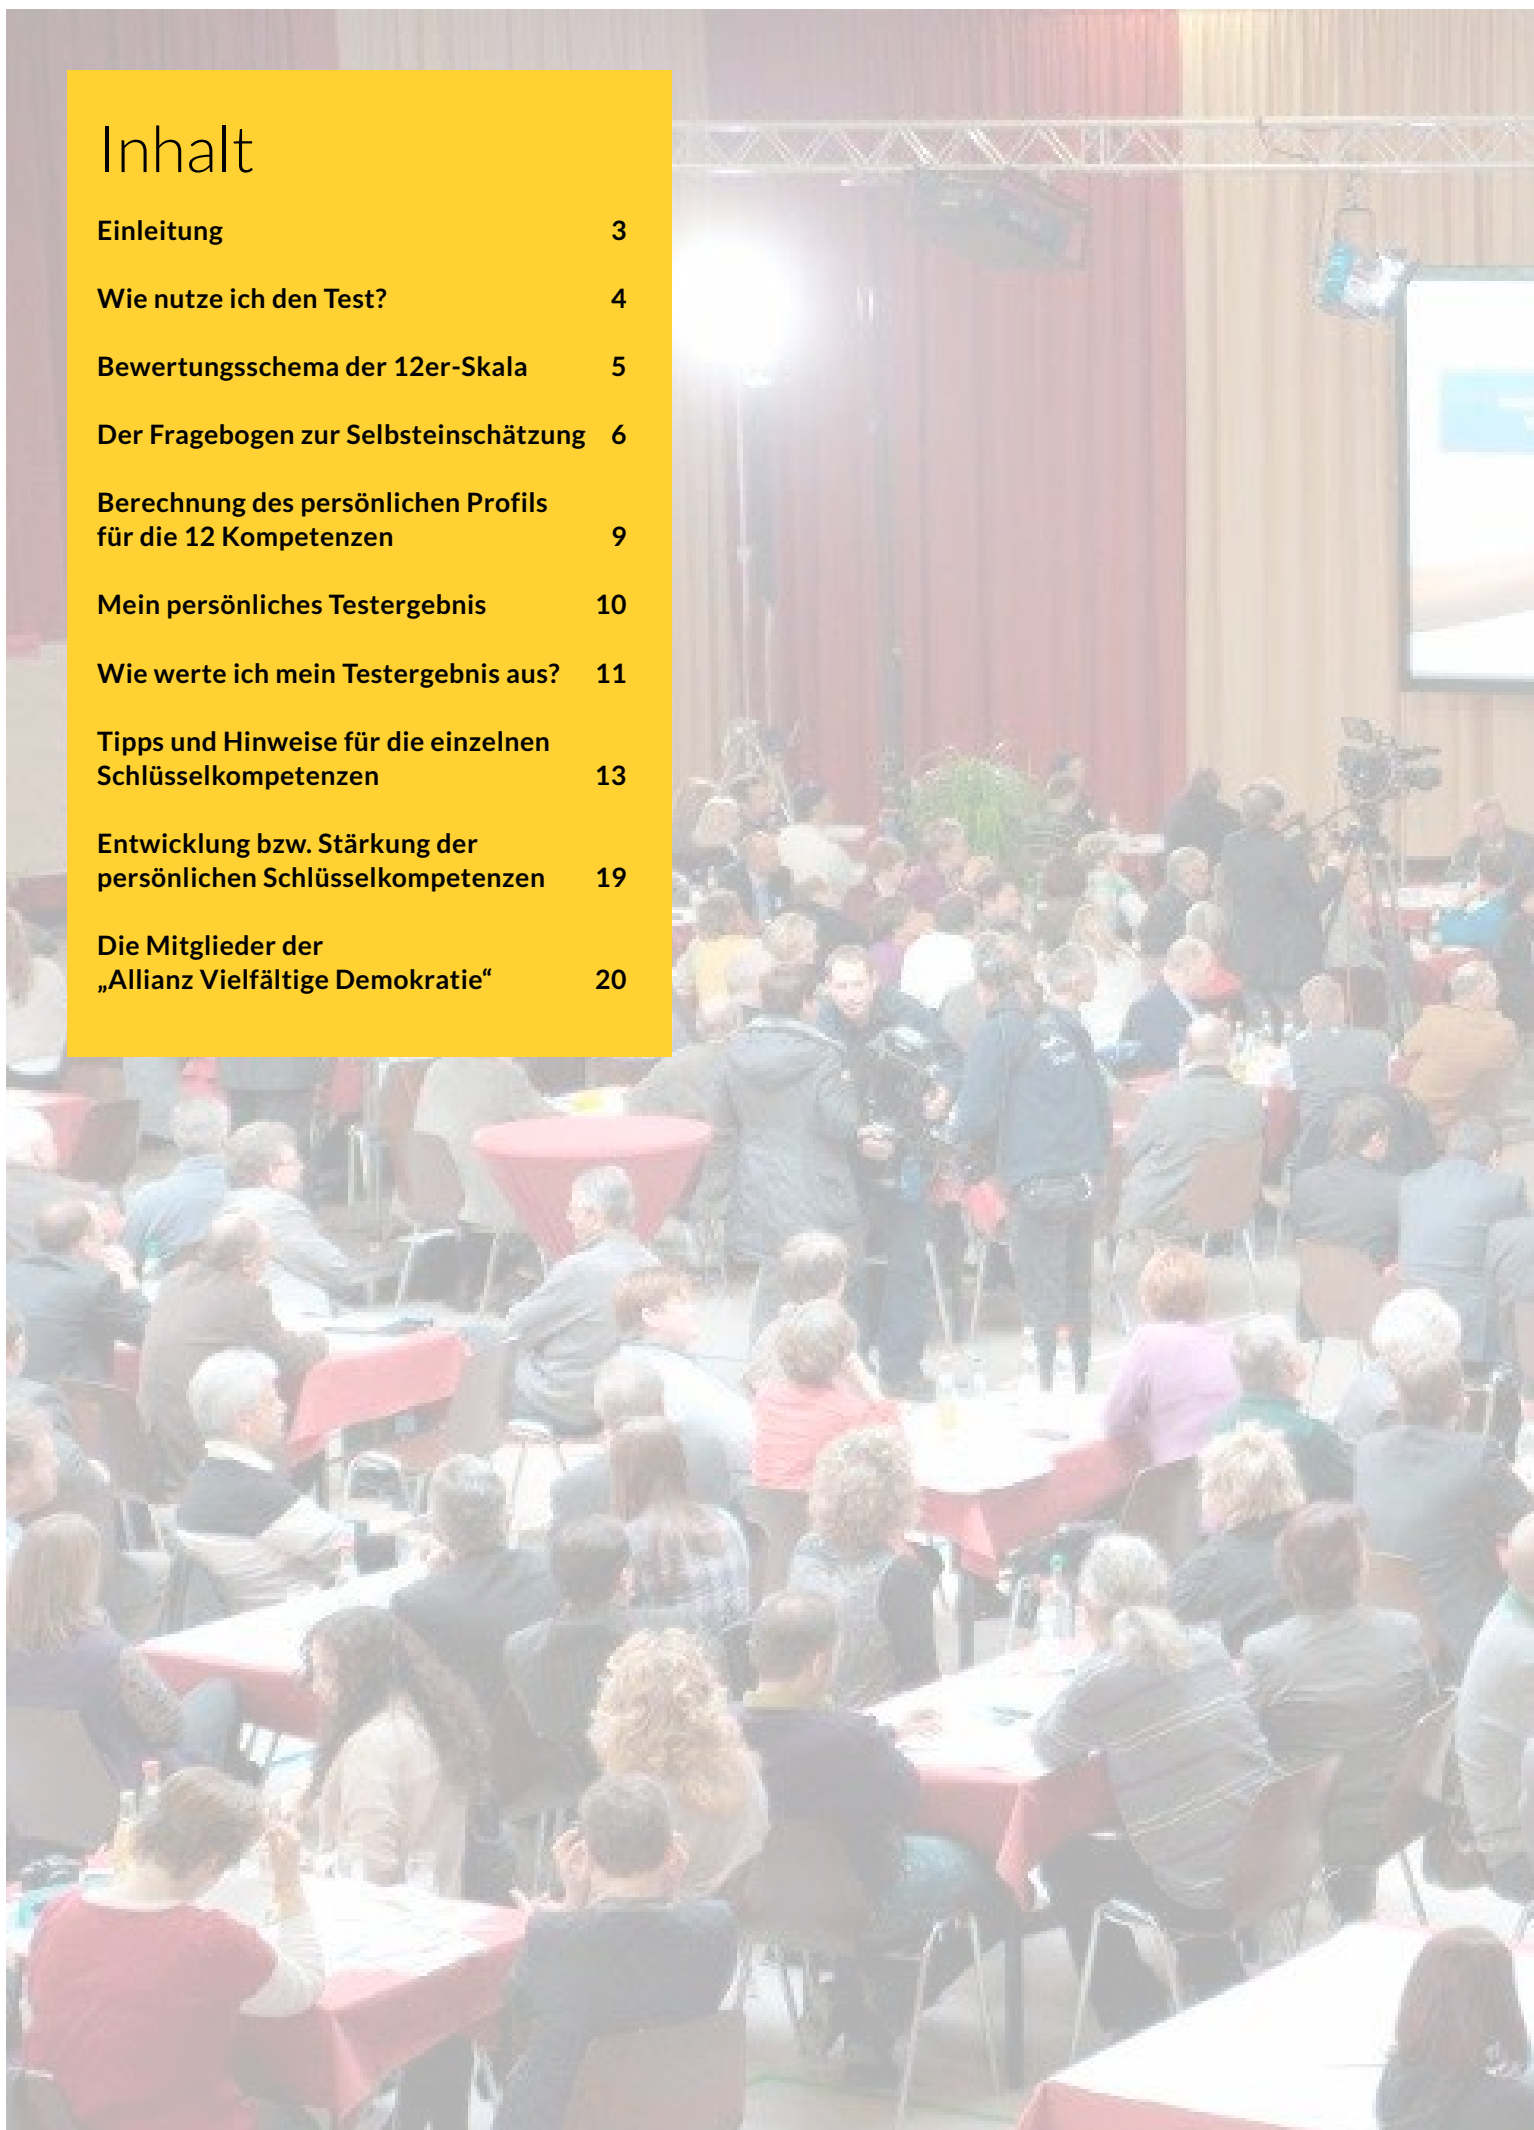 Inhalt
Einleitung 3
Wie nutze ich den Test? 4
Bewertungsschema der 12er-Skala 5
Der Fragebogen zur Selbsteinschätzung 6
Berechnung des persönlichen Profils
für die 12 Kompetenzen 9
Mein persönliches Testergebnis 10
Wie werte ich mein Testergebnis aus? 11
Tipps und Hinweise für die einzelnen
Schlüsselkompetenzen 13
Entwicklung bzw. Stärkung der
persönlichen Schlüsselkompetenzen 19
Die Mitglieder der
„Allianz Vielfältige Demokratie“ 20